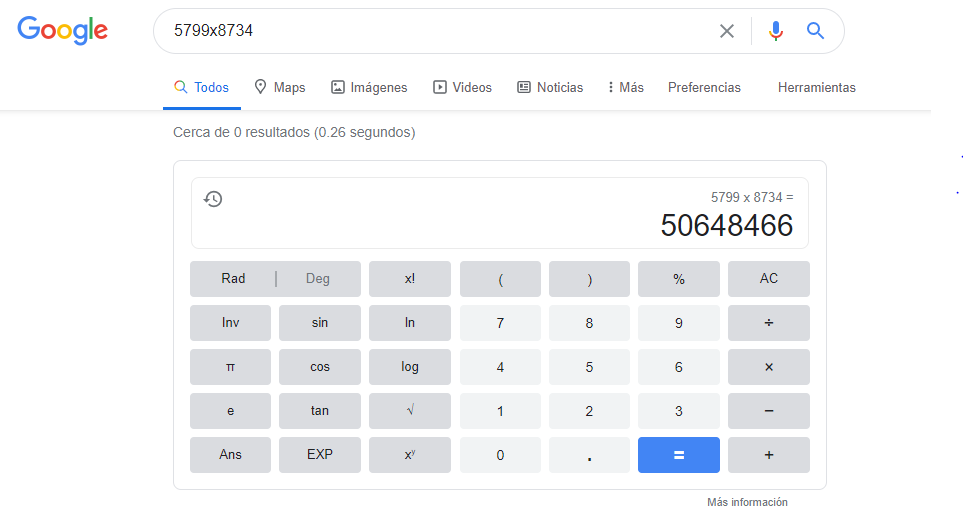 Google 5799x8734
Todos Maps Imágenes Videos Noticias Más Preferencias Herramientas
Cerca de 0 resultados (0.26 segundos)
5799 x 8734 =
50648466
Rad | Deg x! ( ) % AC
Inv sin ln 7 8 9 ÷
π cos log 4 5 6 ×
e tan √ 1 2 3 −
Ans EXP xʸ 0 . = +
Más información